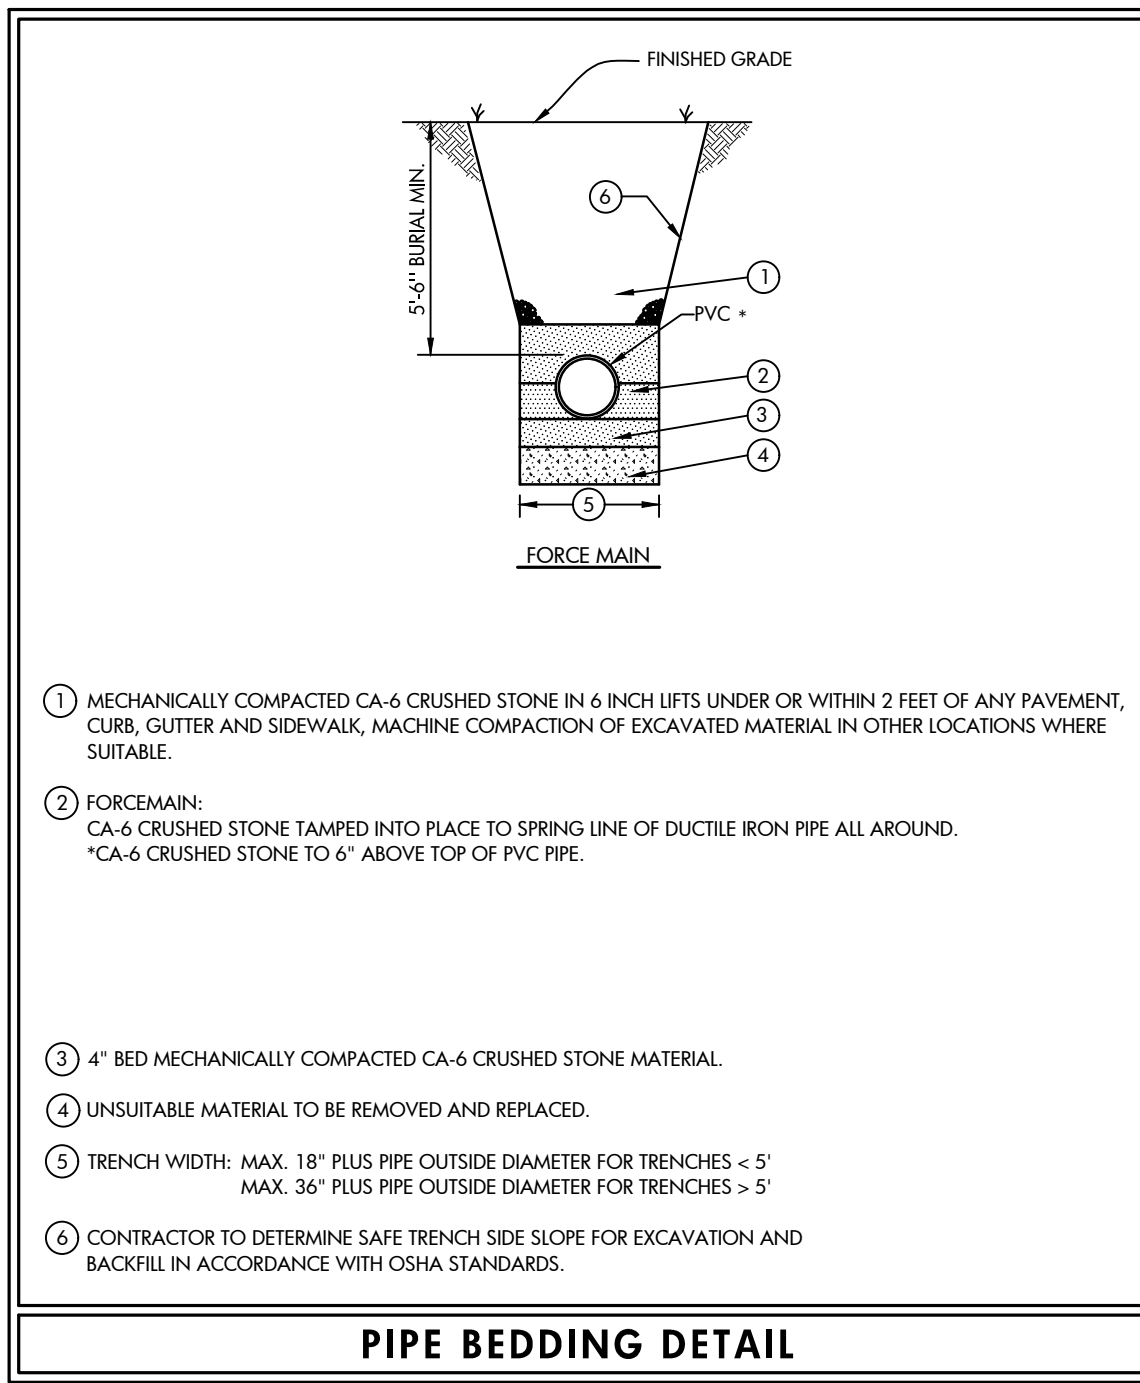 FINISHED GRADE
5'-6" BURIAL MIN.
6
1
PVC *
2
3
4
5
FORCE MAIN
1 MECHANICALLY COMPACTED CA-6 CRUSHED STONE IN 6 INCH LIFTS UNDER OR WITHIN 2 FEET OF ANY PAVEMENT,
CURB, GUTTER AND SIDEWALK, MACHINE COMPACTION OF EXCAVATED MATERIAL IN OTHER LOCATIONS WHERE
SUITABLE.
2 FORCEMAIN:
CA-6 CRUSHED STONE TAMPED INTO PLACE TO SPRING LINE OF DUCTILE IRON PIPE ALL AROUND.
*CA-6 CRUSHED STONE TO 6" ABOVE TOP OF PVC PIPE.
3 4" BED MECHANICALLY COMPACTED CA-6 CRUSHED STONE MATERIAL.
4 UNSUITABLE MATERIAL TO BE REMOVED AND REPLACED.
5 TRENCH WIDTH: MAX. 18" PLUS PIPE OUTSIDE DIAMETER FOR TRENCHES < 5'
MAX. 36" PLUS PIPE OUTSIDE DIAMETER FOR TRENCHES > 5'
6 CONTRACTOR TO DETERMINE SAFE TRENCH SIDE SLOPE FOR EXCAVATION AND
BACKFILL IN ACCORDANCE WITH OSHA STANDARDS.
PIPE BEDDING DETAIL